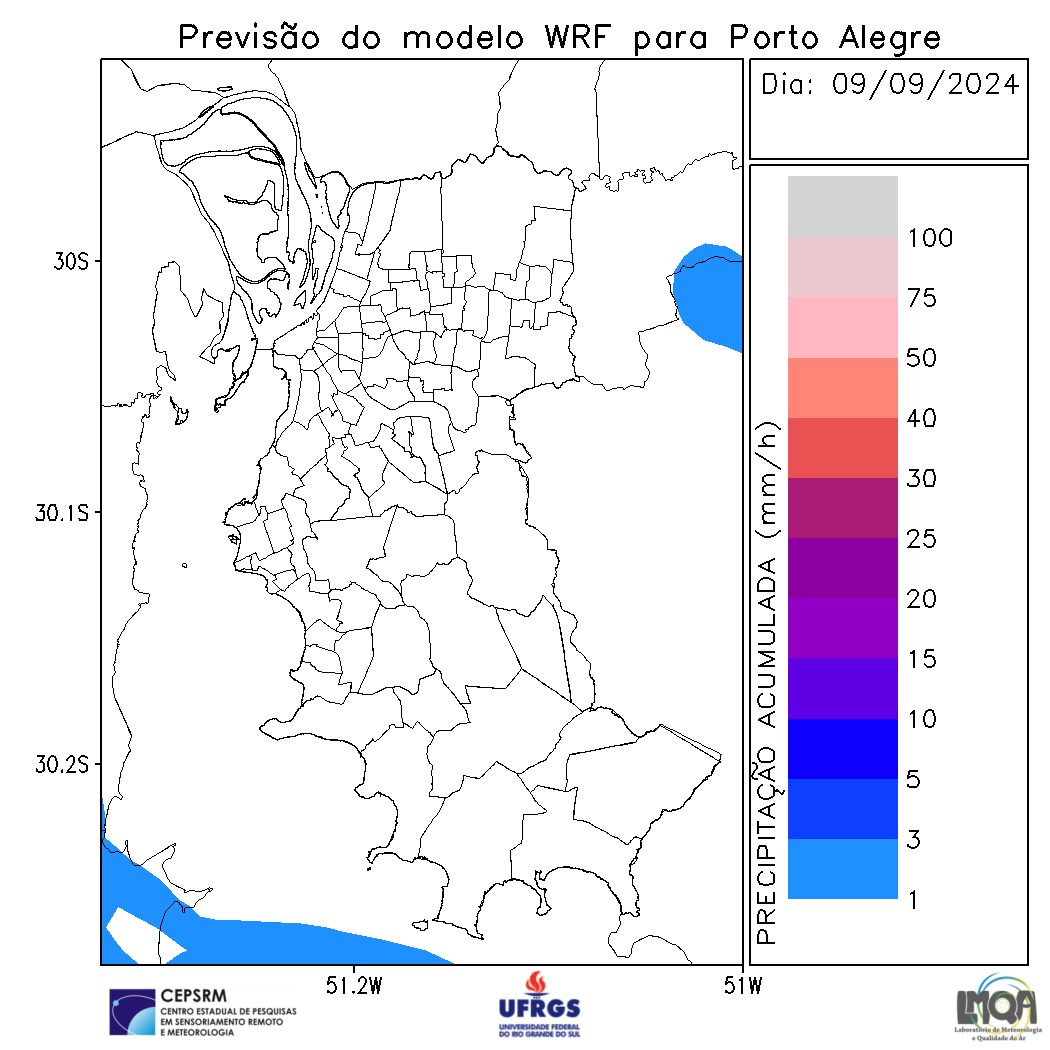 Previsão do modelo WRF para Porto Alegre
Dia: 09/09/2024
30S
30.1S
30.2S
51.2W
51W
PRECIPITAÇÃO ACUMULADA (mm/h)
100
75
50
40
30
25
20
15
10
5
3
1
CEPSRM
CENTRO ESTADUAL DE PESQUISAS
EM SENSORIAMENTO REMOTO
E METEOROLOGIA
UFRGS
UNIVERSIDADE FEDERAL
DO RIO GRANDE DO SUL
LMQA
Laboratório de Meteorologia
e Qualidade do Ar